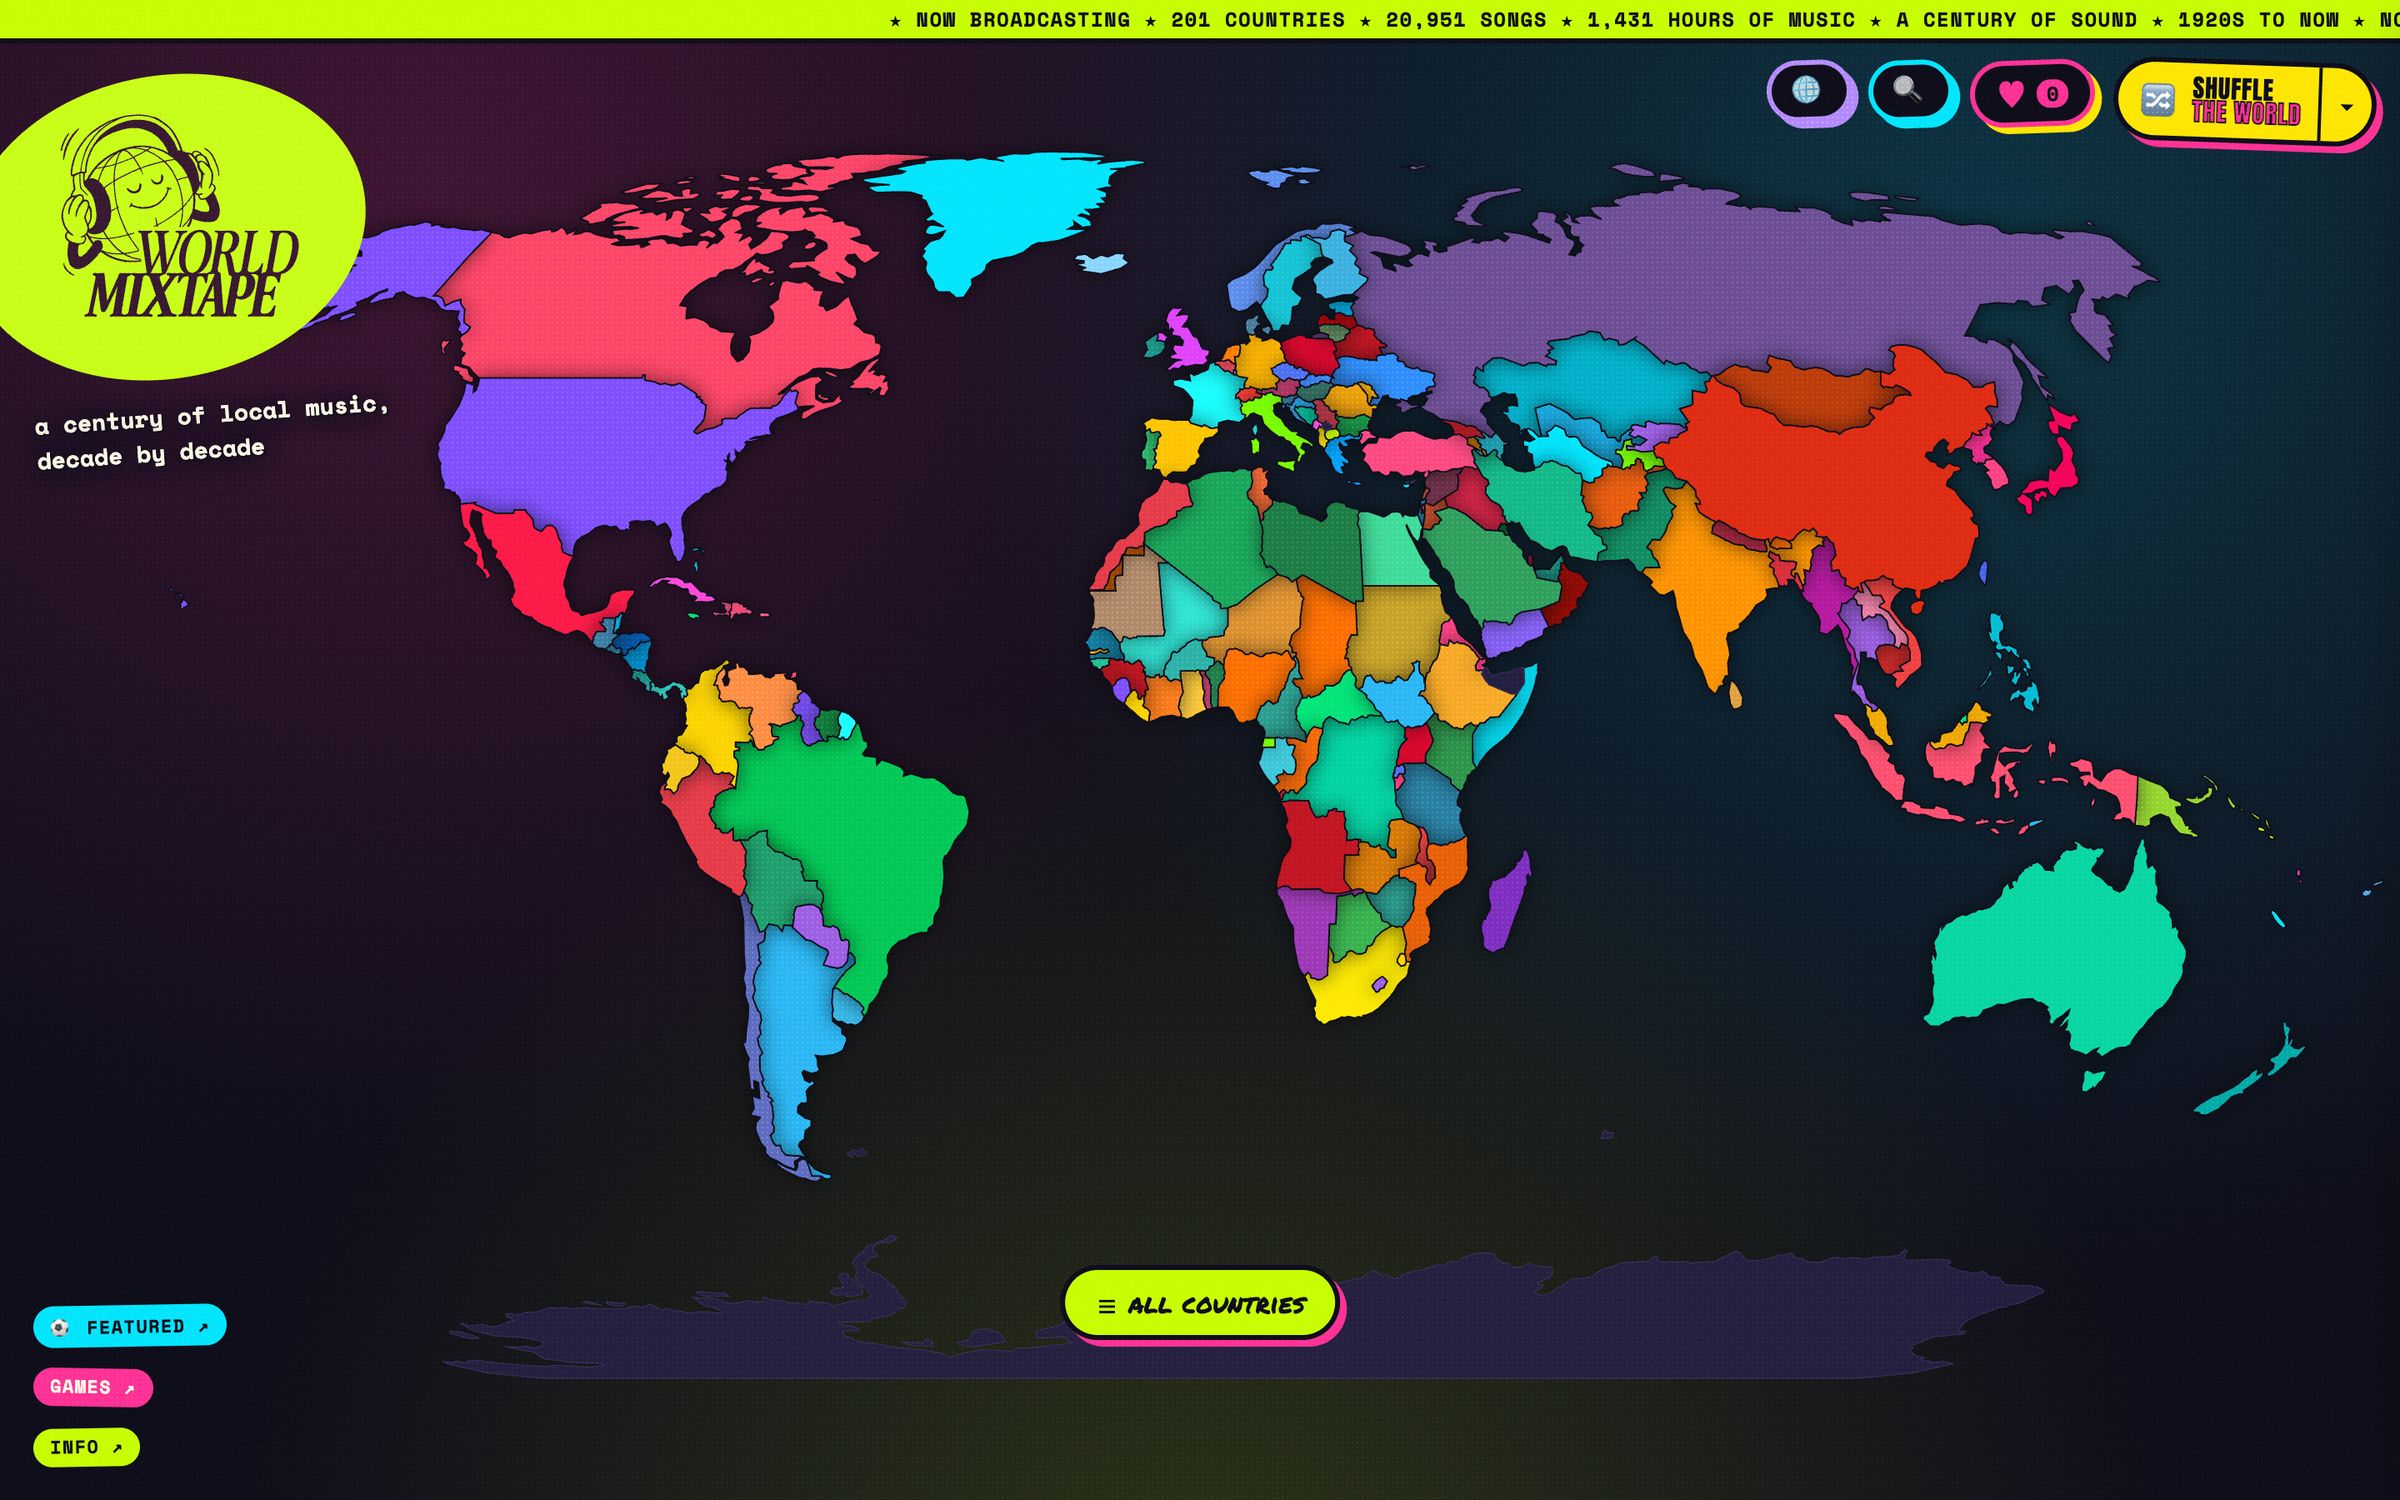 ★ NOW BROADCASTING ★ 201 COUNTRIES ★ 20,951 SONGS ★ 1,431 HOURS OF MUSIC ★ A CENTURY OF SOUND ★ 1920S TO NOW ★
0
SHUFFLE
THE WORLD
WORLD
MIXTAPE
a century of local music,
decade by decade
ALL COUNTRIES
FEATURED ↗
GAMES ↗
INFO ↗